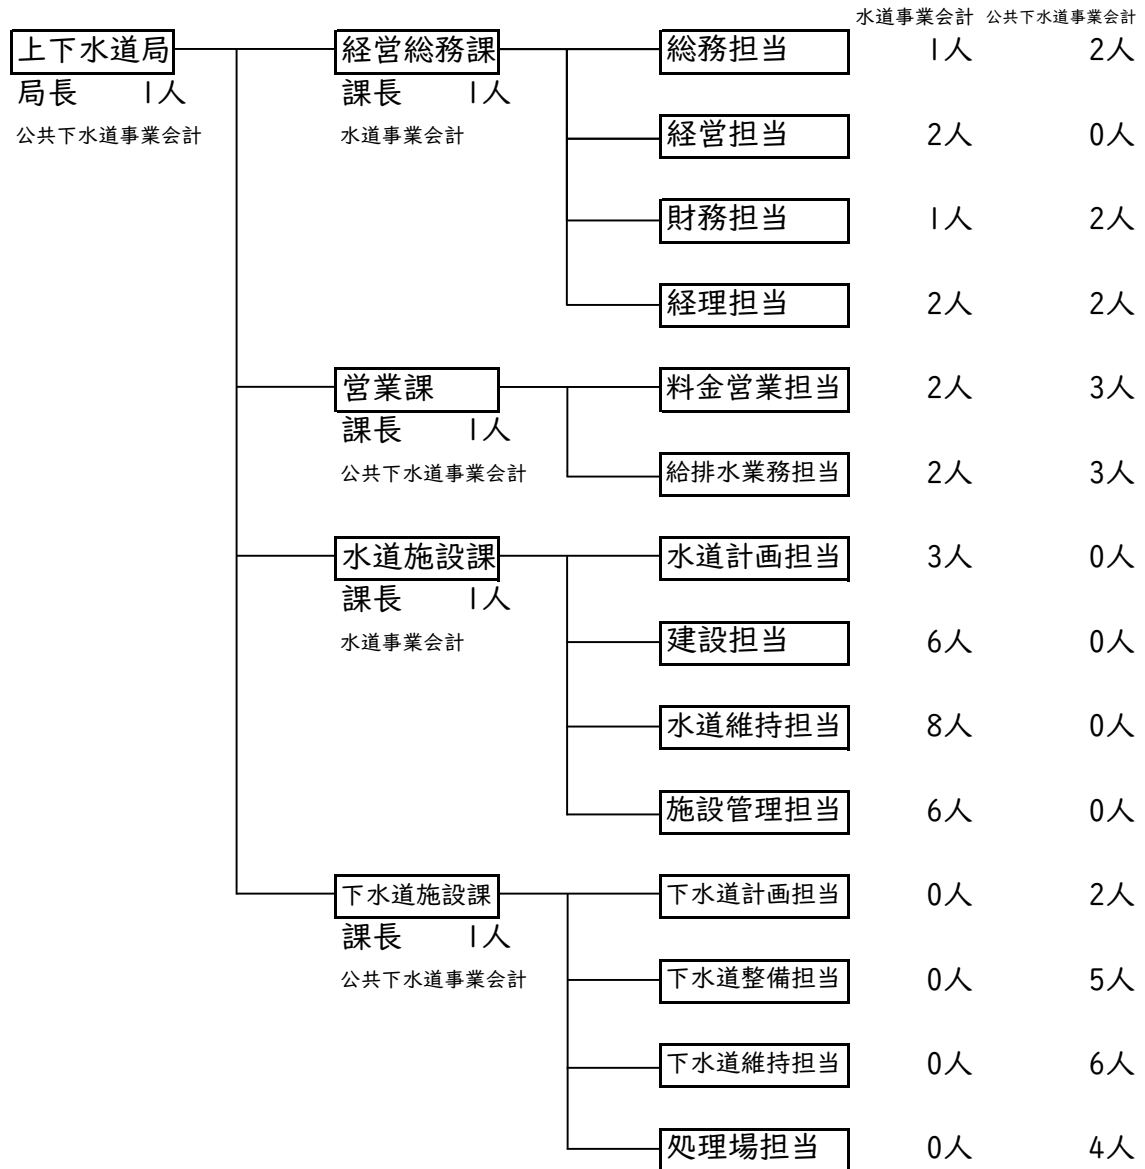 水道事業会計 公共下水道事業会計
上下水道局 経営総務課 総務担当 1人 2人
局長 1人 課長 1人
公共下水道事業会計 水道事業会計 経営担当 2人 0人
財務担当 1人 2人
経理担当 2人 2人
営業課 料金営業担当 2人 3人
課長 1人
公共下水道事業会計 給排水業務担当 2人 3人
水道施設課 水道計画担当 3人 0人
課長 1人
水道事業会計 建設担当 6人 0人
水道維持担当 8人 0人
施設管理担当 6人 0人
下水道施設課 下水道計画担当 0人 2人
課長 1人
公共下水道事業会計 下水道整備担当 0人 5人
下水道維持担当 0人 6人
処理場担当 0人 4人